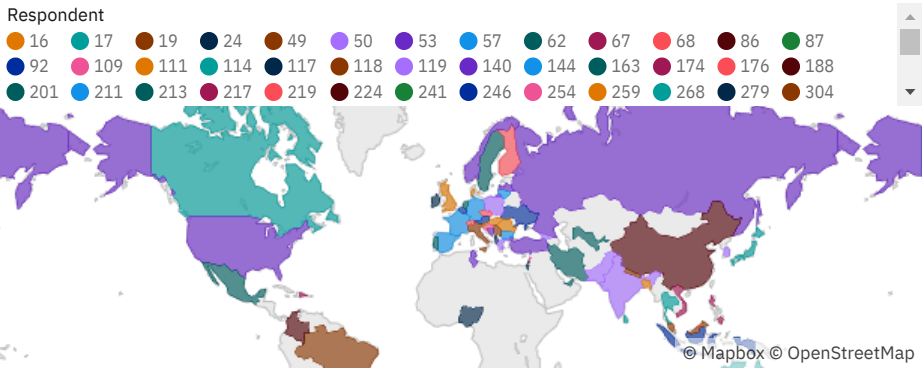 Respondent
16 17 19 24 49 50 53 57 62 67 68 86 87
92 109 111 114 117 118 119 140 144 163 174 176 188
201 211 213 217 219 224 241 246 254 259 268 279 304
© Mapbox © OpenStreetMap